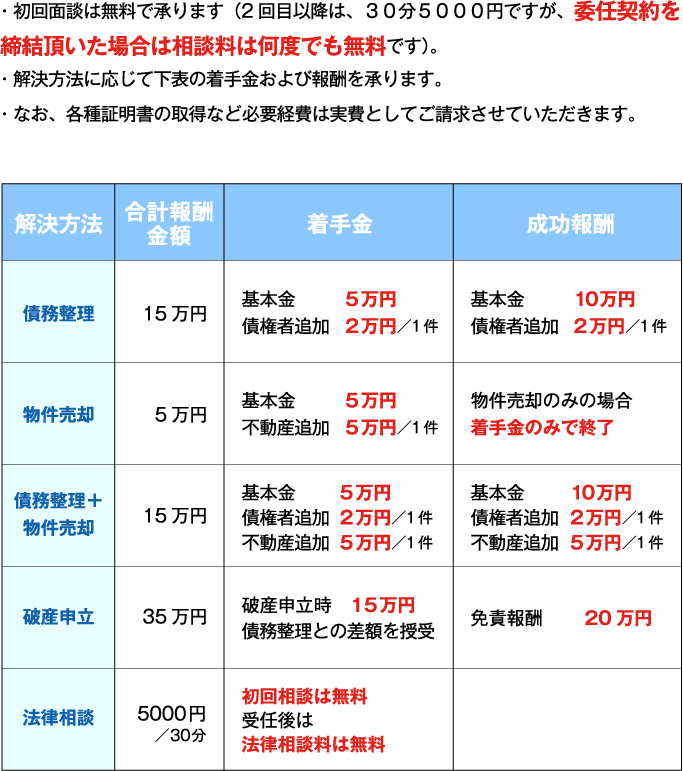 ・初回面談は無料で承ります（２回目以降は、３０分５０００円ですが、委任契約を
締結頂いた場合は相談料は何度でも無料です）。
・解決方法に応じて下表の着手金および報酬を承ります。
・なお、各種証明書の取得など必要経費は実費としてご請求させていただきます。
解決方法
合計報酬
金額
着手金
成功報酬
債務整理
15万円
基本金 5万円
債権者追加 2万円／1件
基本金 10万円
債権者追加 2万円／1件
物件売却
5万円
基本金 5万円
不動産追加 5万円／1件
物件売却のみの場合
着手金のみで終了
債務整理＋
物件売却
15万円
基本金 5万円
債権者追加 2万円／1件
不動産追加 5万円／1件
基本金 10万円
債権者追加 2万円／1件
不動産追加 5万円／1件
破産申立
35万円
破産申立時 15万円
債務整理との差額を授受
免責報酬 20万円
法律相談
5000円
／30分
初回相談は無料
受任後は
法律相談料は無料